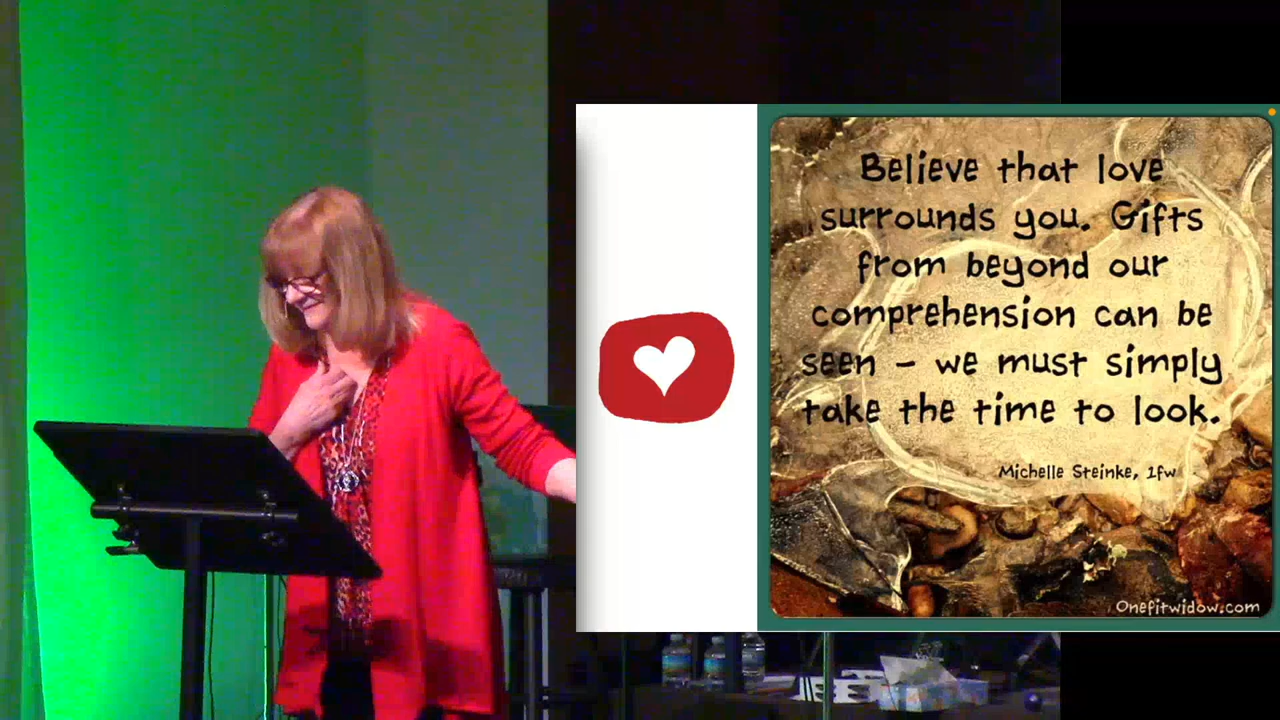 Believe that love
surrounds you. Gifts
from beyond our
comprehension can be
seen – we must simply
take the time to look.
Michelle Steinke, 1fw
Onefitwidow.com